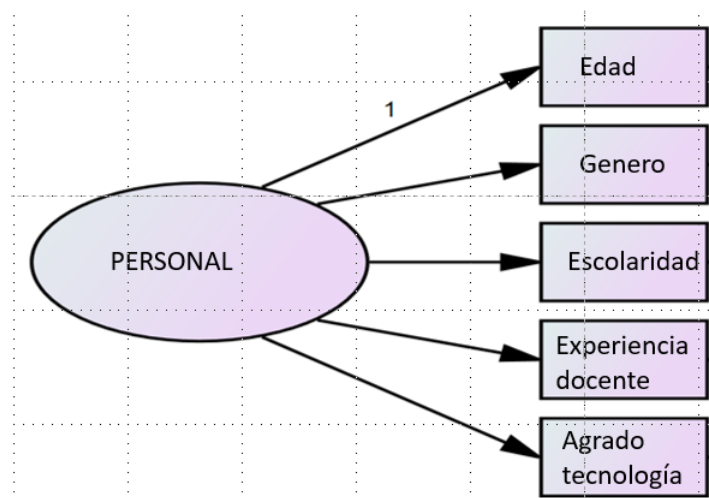 Edad
1
Genero
PERSONAL
Escolaridad
Experiencia
docente
Agrado
tecnología